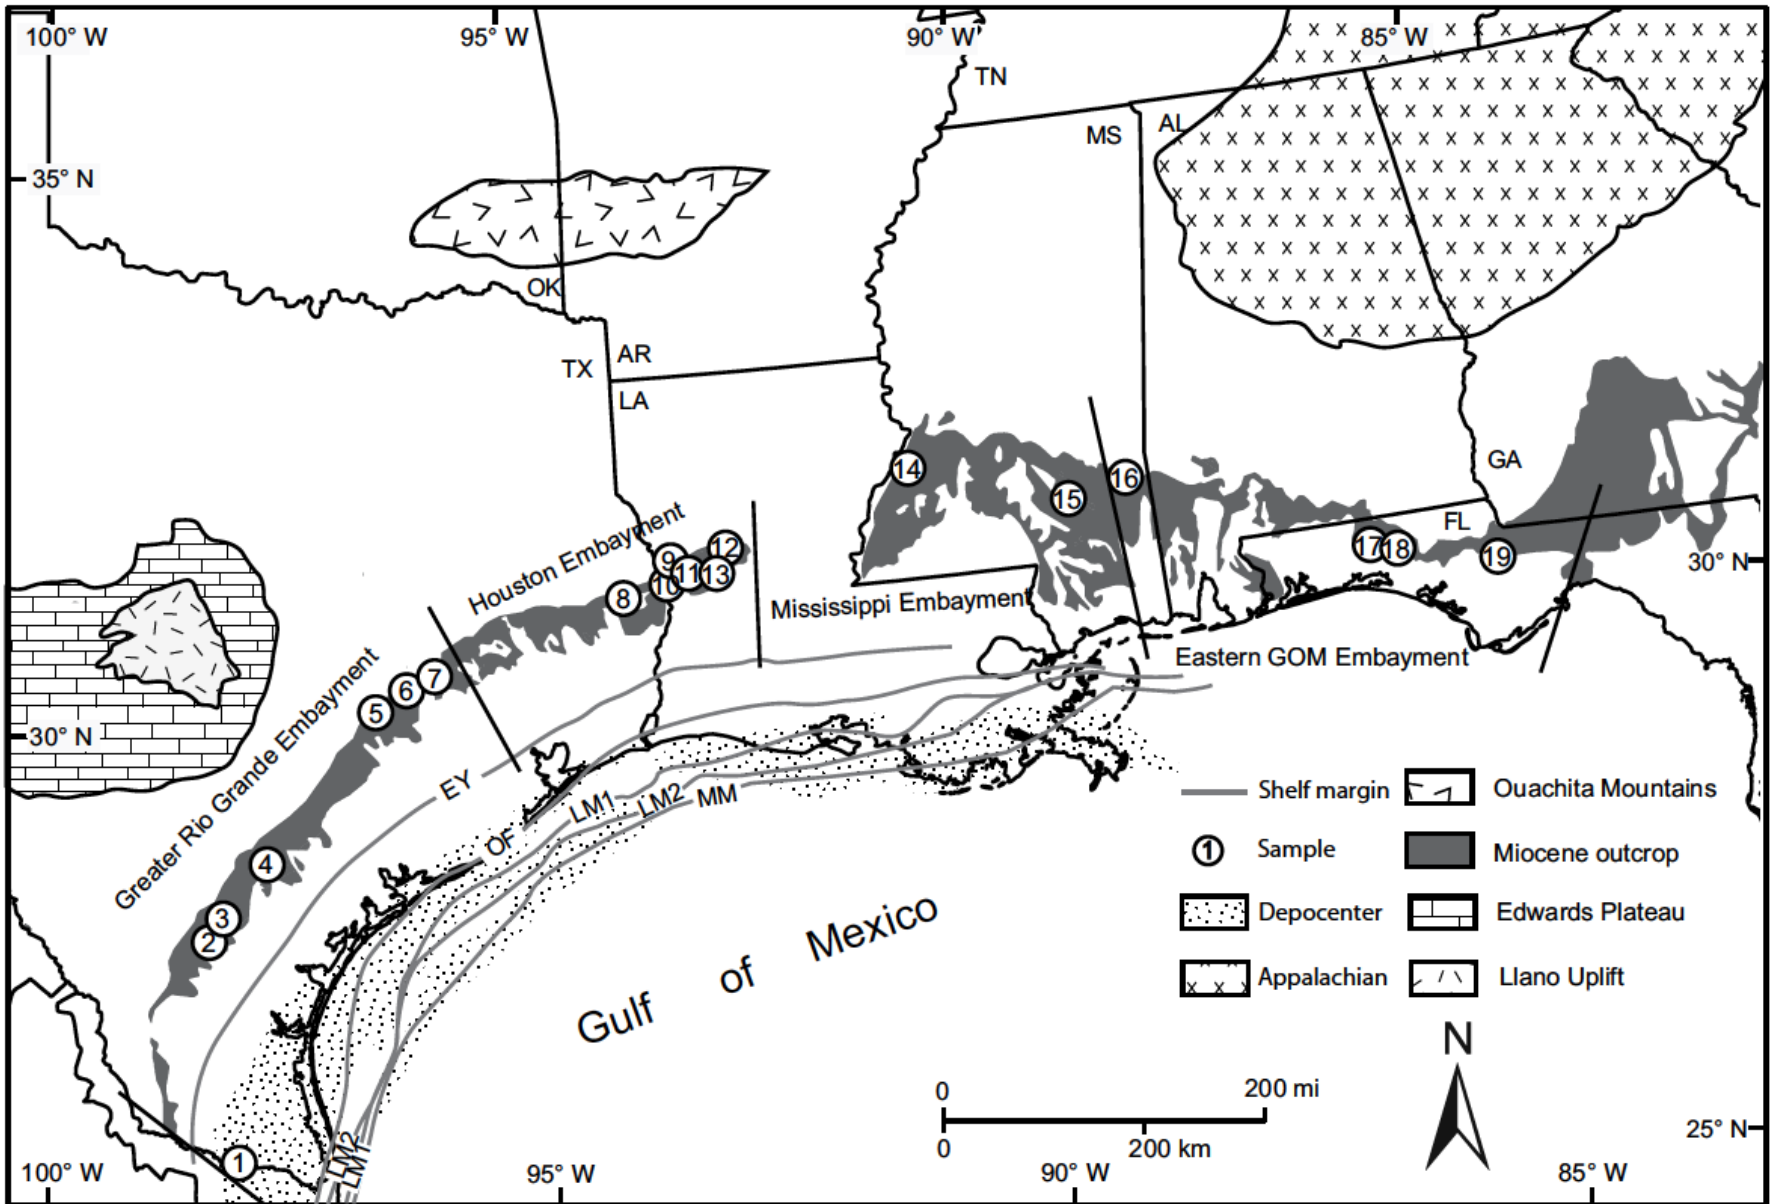 100° W
95° W
90° W
85° W
TN
MS
AL
35° N
OK
TX
AR
LA
GA
14
16
15
FL
17
18
19
30° N
Houston Embayment
12
9
11
13
10
8
Mississippi Embayment
Eastern GOM Embayment
Greater Rio Grande Embayment
7
6
5
30° N
EY
OF
LM1
LM2
MM
4
3
2
1
LM2
LM1
Gulf of Mexico
Shelf margin
Ouachita Mountains
1
Sample
Miocene outcrop
Depocenter
Edwards Plateau
Appalachian
Llano Uplift
N
0
200 mi
0
200 km
25° N
100° W
95° W
90° W
85° W